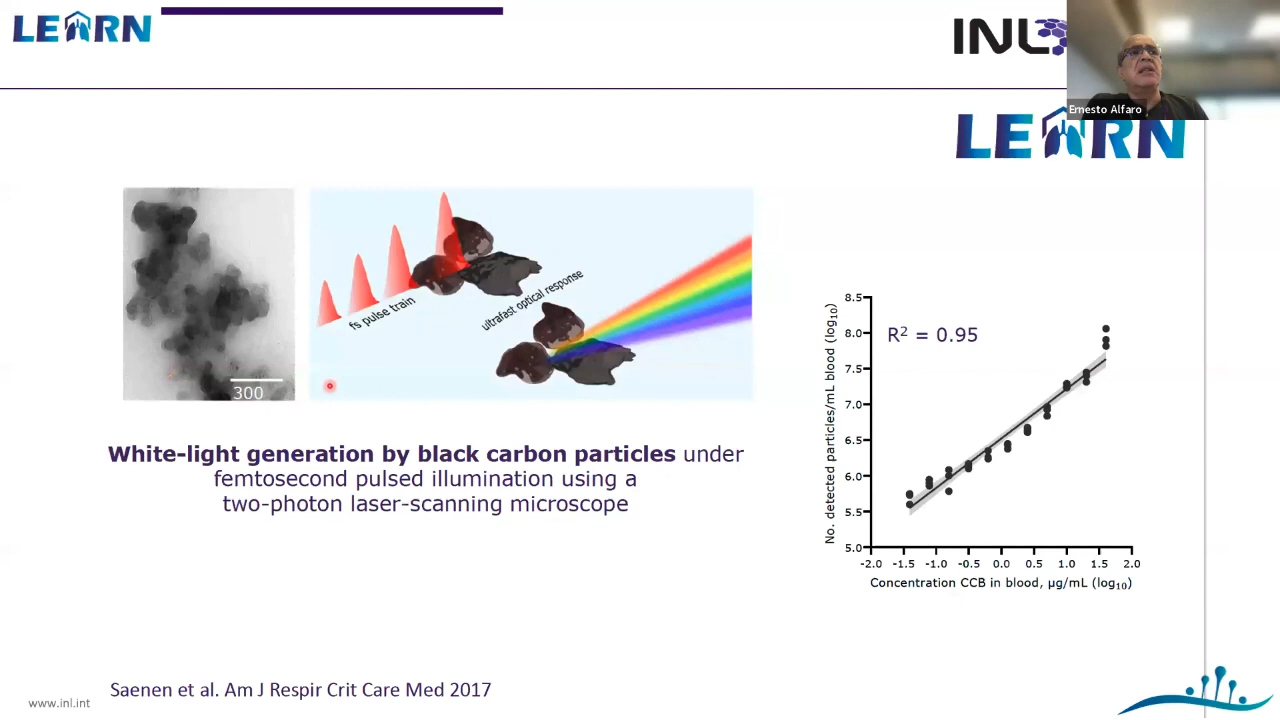 LEARN
INL
Ernesto Alfaro
LEARN
fs pulse train
ultrafast optical response
300
White-light generation by black carbon particles under
femtosecond pulsed illumination using a
two-photon laser-scanning microscope
R² = 0.95
No. detected particles/mL blood (log₁₀)
8.5
8.0
7.5
7.0
6.5
6.0
5.5
5.0
-2.0 -1.5 -1.0 -0.5 0.0 0.5 1.0 1.5 2.0
Concentration CCB in blood, µg/mL (log₁₀)
Saenen et al. Am J Respir Crit Care Med 2017
www.inl.int